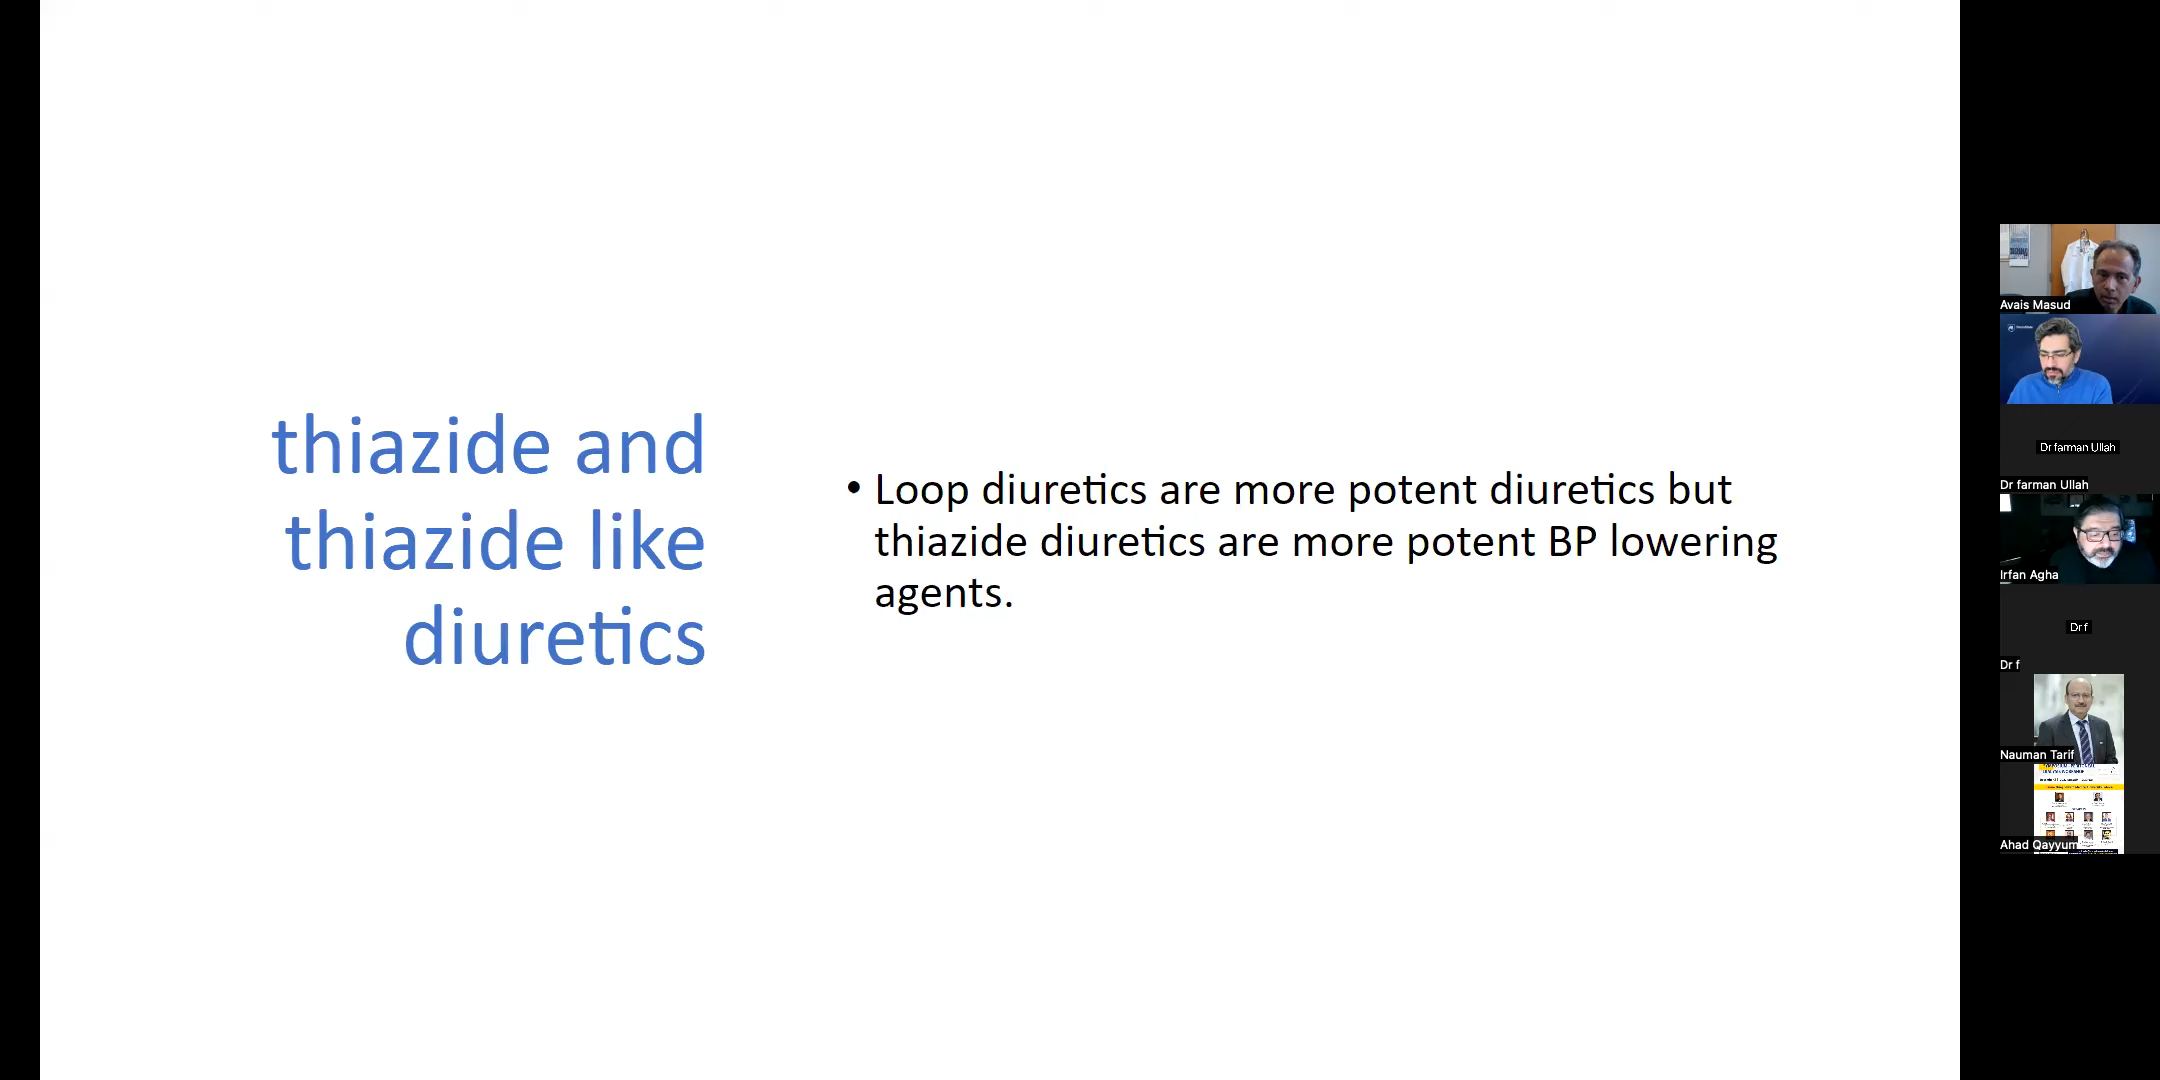 thiazide and
thiazide like
diuretics
• Loop diuretics are more potent diuretics but
thiazide diuretics are more potent BP lowering
agents.
Avais Masud
Dr farman Ullah
Dr farman Ullah
Irfan Agha
Dr f
Dr f
Nauman Tarif
Ahad Qayyum